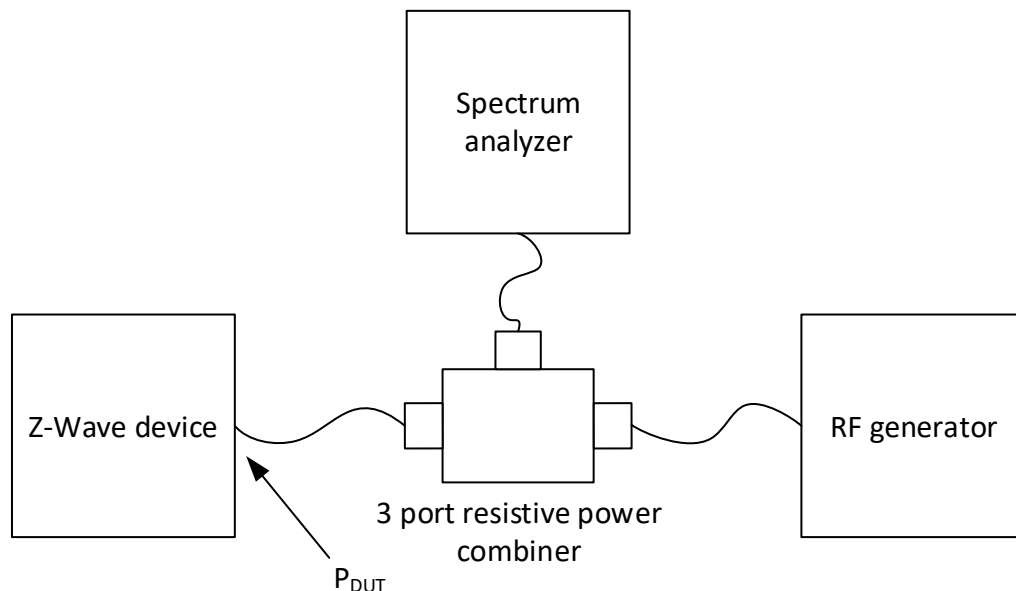 Spectrum
analyzer
Z-Wave device
RF generator
3 port resistive power
combiner
PDUT